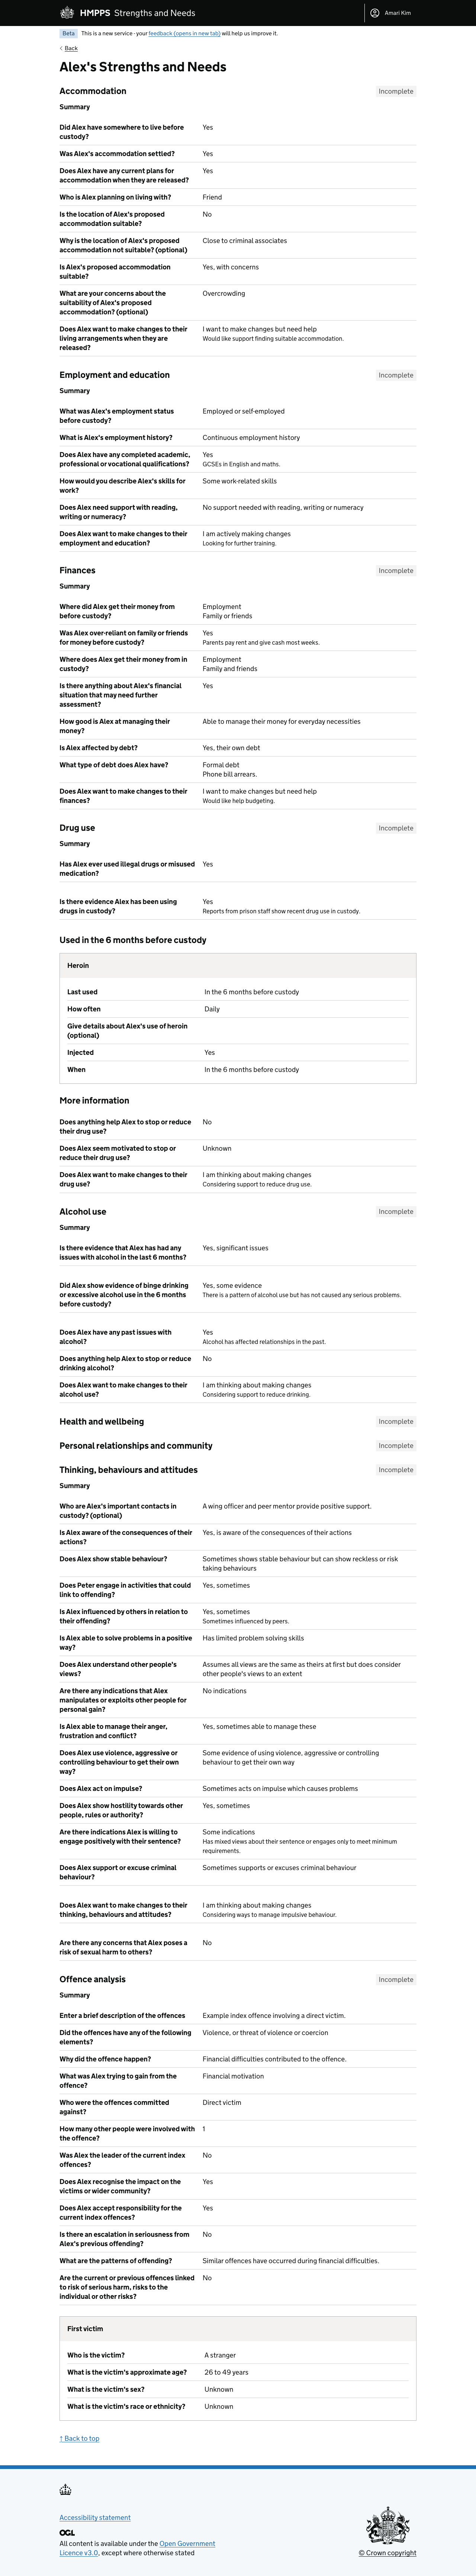 HMPPS Strengths and Needs
Amari Kim
Beta This is a new service - your feedback (opens in new tab) will help us improve it.
Back
Alex's Strengths and Needs
Accommodation Incomplete
Summary
Did Alex have somewhere to live before custody? Yes
Was Alex's accommodation settled? Yes
Does Alex have any current plans for accommodation when they are released? Yes
Who is Alex planning on living with? Friend
Is the location of Alex's proposed accommodation suitable? No
Why is the location of Alex's proposed accommodation not suitable? (optional) Close to criminal associates
Is Alex's proposed accommodation suitable? Yes, with concerns
What are your concerns about the suitability of Alex's proposed accommodation? (optional) Overcrowding
Does Alex want to make changes to their living arrangements when they are released? I want to make changes but need help
Would like support finding suitable accommodation.
Employment and education Incomplete
Summary
What was Alex's employment status before custody? Employed or self-employed
What is Alex's employment history? Continuous employment history
Does Alex have any completed academic, professional or vocational qualifications? Yes
GCSEs in English and maths.
How would you describe Alex's skills for work? Some work-related skills
Does Alex need support with reading, writing or numeracy? No support needed with reading, writing or numeracy
Does Alex want to make changes to their employment and education? I am actively making changes
Looking for further training.
Finances Incomplete
Summary
Where did Alex get their money from before custody? Employment
Family or friends
Was Alex over-reliant on family or friends for money before custody? Yes
Parents pay rent and give cash most weeks.
Where does Alex get their money from in custody? Employment
Family and friends
Is there anything about Alex's financial situation that may need further assessment? Yes
How good is Alex at managing their money? Able to manage their money for everyday necessities
Is Alex affected by debt? Yes, their own debt
What type of debt does Alex have? Formal debt
Phone bill arrears.
Does Alex want to make changes to their finances? I want to make changes but need help
Would like help budgeting.
Drug use Incomplete
Summary
Has Alex ever used illegal drugs or misused medication? Yes
Is there evidence Alex has been using drugs in custody? Yes
Reports from prison staff show recent drug use in custody.
Used in the 6 months before custody
Heroin
Last used In the 6 months before custody
How often Daily
Give details about Alex's use of heroin (optional)
Injected Yes
When In the 6 months before custody
More information
Does anything help Alex to stop or reduce their drug use? No
Does Alex seem motivated to stop or reduce their drug use? Unknown
Does Alex want to make changes to their drug use? I am thinking about making changes
Considering support to reduce drug use.
Alcohol use Incomplete
Summary
Is there evidence that Alex has had any issues with alcohol in the last 6 months? Yes, significant issues
Did Alex show evidence of binge drinking or excessive alcohol use in the 6 months before custody? Yes, some evidence
There is a pattern of alcohol use but has not caused any serious problems.
Does Alex have any past issues with alcohol? Yes
Alcohol has affected relationships in the past.
Does anything help Alex to stop or reduce drinking alcohol? No
Does Alex want to make changes to their alcohol use? I am thinking about making changes
Considering support to reduce drinking.
Health and wellbeing Incomplete
Personal relationships and community Incomplete
Thinking, behaviours and attitudes Incomplete
Summary
Who are Alex's important contacts in custody? (optional) A wing officer and peer mentor provide positive support.
Is Alex aware of the consequences of their actions? Yes, is aware of the consequences of their actions
Does Alex show stable behaviour? Sometimes shows stable behaviour but can show reckless or risk taking behaviours
Does Peter engage in activities that could link to offending? Yes, sometimes
Is Alex influenced by others in relation to their offending? Yes, sometimes
Sometimes influenced by peers.
Is Alex able to solve problems in a positive way? Has limited problem solving skills
Does Alex understand other people's views? Assumes all views are the same as theirs at first but does consider other people's views to an extent
Are there any indications that Alex manipulates or exploits other people for personal gain? No indications
Is Alex able to manage their anger, frustration and conflict? Yes, sometimes able to manage these
Does Alex use violence, aggressive or controlling behaviour to get their own way? Some evidence of using violence, aggressive or controlling behaviour to get their own way
Does Alex act on impulse? Sometimes acts on impulse which causes problems
Does Alex show hostility towards other people, rules or authority? Yes, sometimes
Are there indications Alex is willing to engage positively with their sentence? Some indications
Has mixed views about their sentence or engages only to meet minimum requirements.
Does Alex support or excuse criminal behaviour? Sometimes supports or excuses criminal behaviour
Does Alex want to make changes to their thinking, behaviours and attitudes? I am thinking about making changes
Considering ways to manage impulsive behaviour.
Are there any concerns that Alex poses a risk of sexual harm to others? No
Offence analysis Incomplete
Summary
Enter a brief description of the offences Example index offence involving a direct victim.
Did the offences have any of the following elements? Violence, or threat of violence or coercion
Why did the offence happen? Financial difficulties contributed to the offence.
What was Alex trying to gain from the offence? Financial motivation
Who were the offences committed against? Direct victim
How many other people were involved with the offence? 1
Was Alex the leader of the current index offences? No
Does Alex recognise the impact on the victims or wider community? Yes
Does Alex accept responsibility for the current index offences? Yes
Is there an escalation in seriousness from Alex's previous offending? No
What are the patterns of offending? Similar offences have occurred during financial difficulties.
Are the current or previous offences linked to risk of serious harm, risks to the individual or other risks? No
First victim
Who is the victim? A stranger
What is the victim's approximate age? 26 to 49 years
What is the victim's sex? Unknown
What is the victim's race or ethnicity? Unknown
↑ Back to top
Accessibility statement
OGL
All content is available under the Open Government Licence v3.0, except where otherwise stated
© Crown copyright